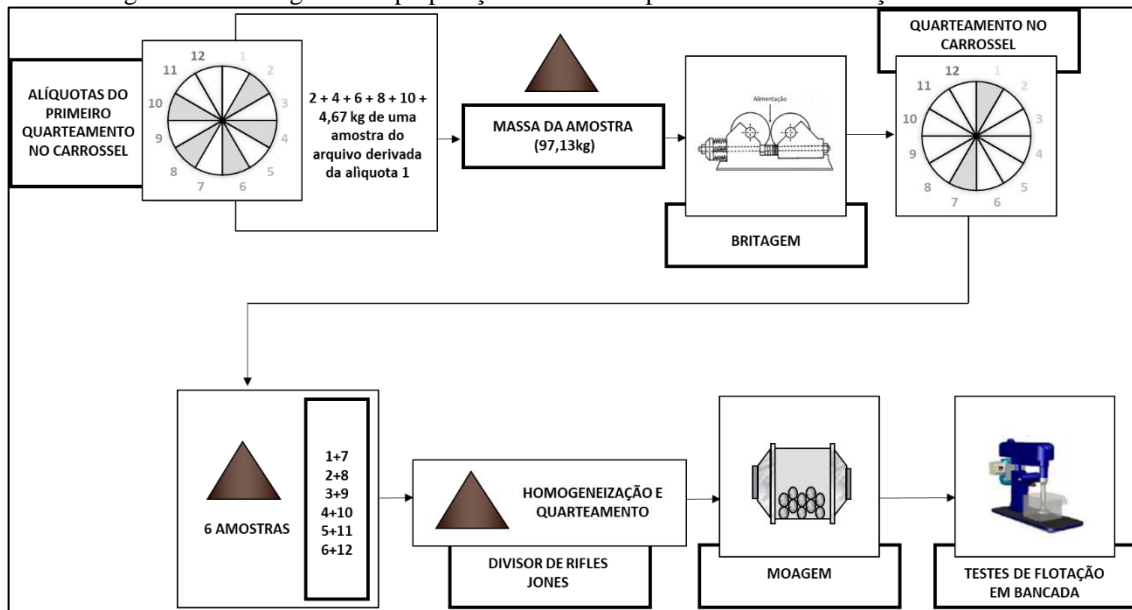 12
1
11
2
10
3
9
4
8
5
7
6
ALÍQUOTAS DO
PRIMEIRO
QUARTEAMENTO
NO CARROSSEL
2 + 4 + 6 + 8 + 10 +
4,67 kg de uma
amostra do
arquivo derivada
da alìquota 1
MASSA DA AMOSTRA
(97,13kg)
Alimentação
BRITAGEM
QUARTEAMENTO NO
CARROSSEL
12
1
11
2
10
3
9
4
8
5
7
6
6 AMOSTRAS
1+7
2+8
3+9
4+10
5+11
6+12
HOMOGENEIZAÇÃO E
QUARTEAMENTO
DIVISOR DE RIFLES
JONES
MOAGEM
TESTES DE FLOTAÇÃO
EM BANCADA